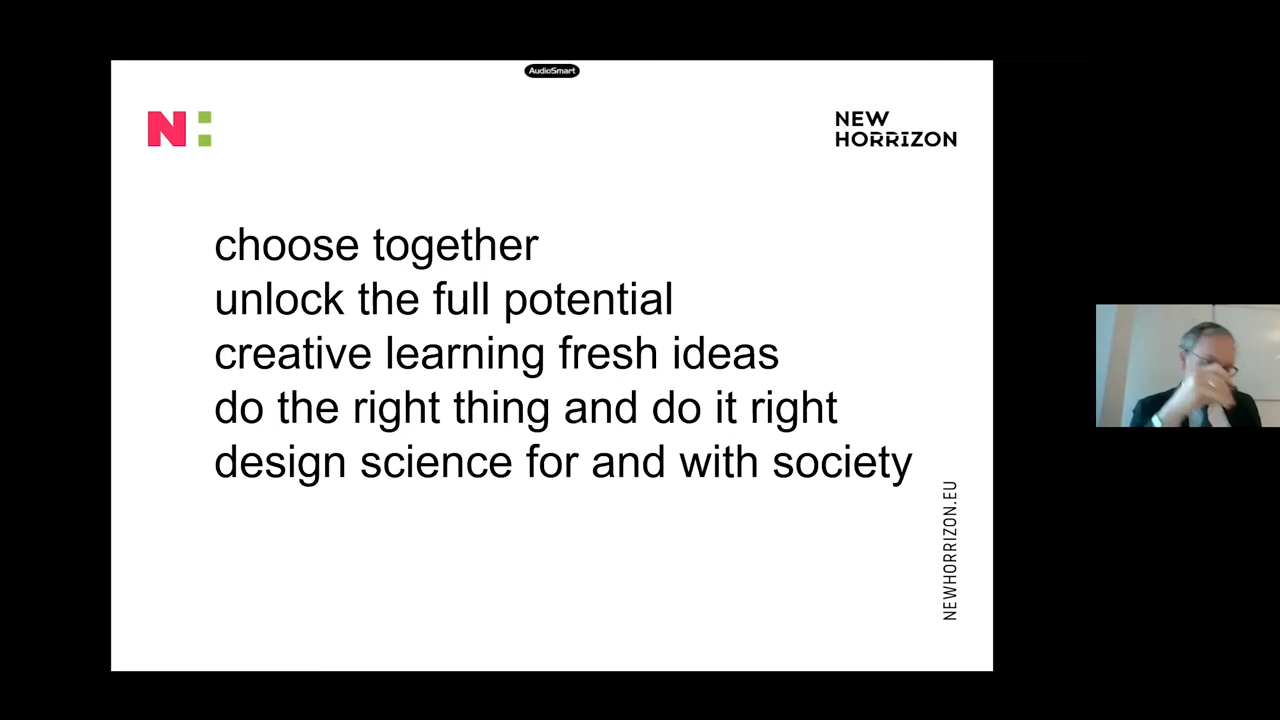 AudioSmart
N:
NEW
HORRIZON
choose together
unlock the full potential
creative learning fresh ideas
do the right thing and do it right
design science for and with society
NEWHORRIZON.EU